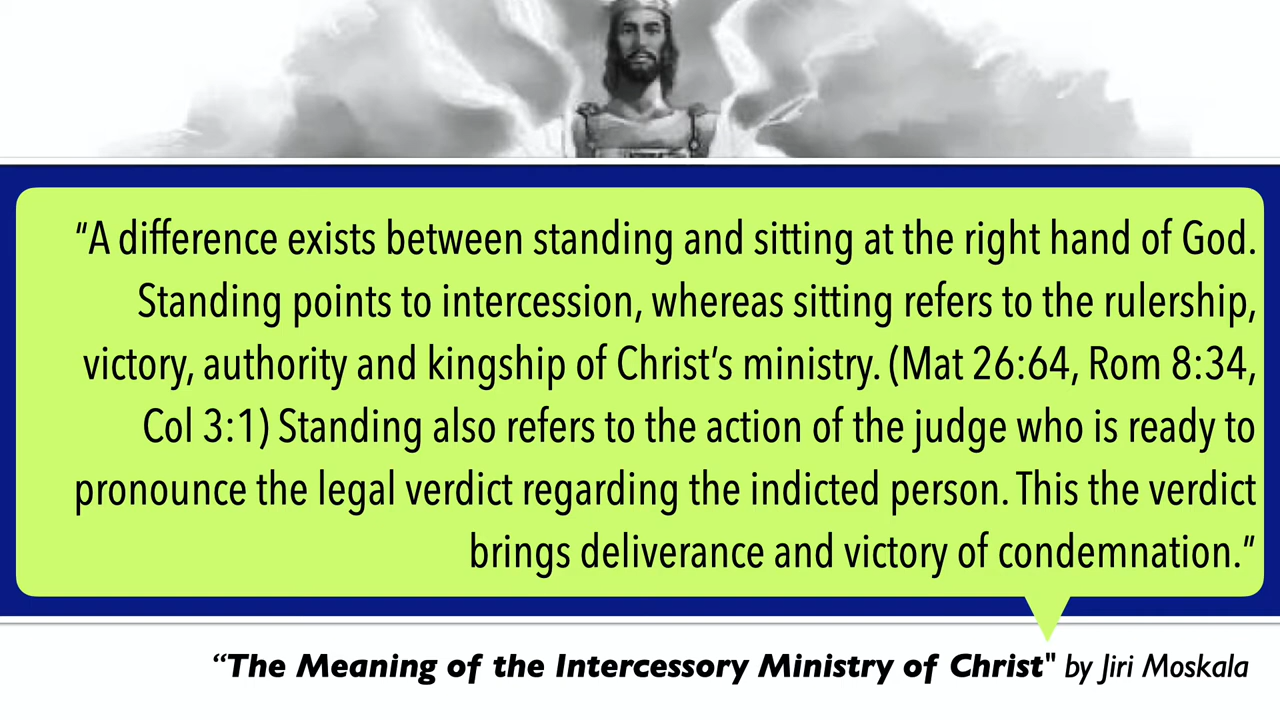 “A difference exists between standing and sitting at the right hand of God.
Standing points to intercession, whereas sitting refers to the rulership,
victory, authority and kingship of Christ’s ministry. (Mat 26:64, Rom 8:34,
Col 3:1) Standing also refers to the action of the judge who is ready to
pronounce the legal verdict regarding the indicted person. This the verdict
brings deliverance and victory of condemnation.”
“The Meaning of the Intercessory Ministry of Christ" by Jiri Moskala